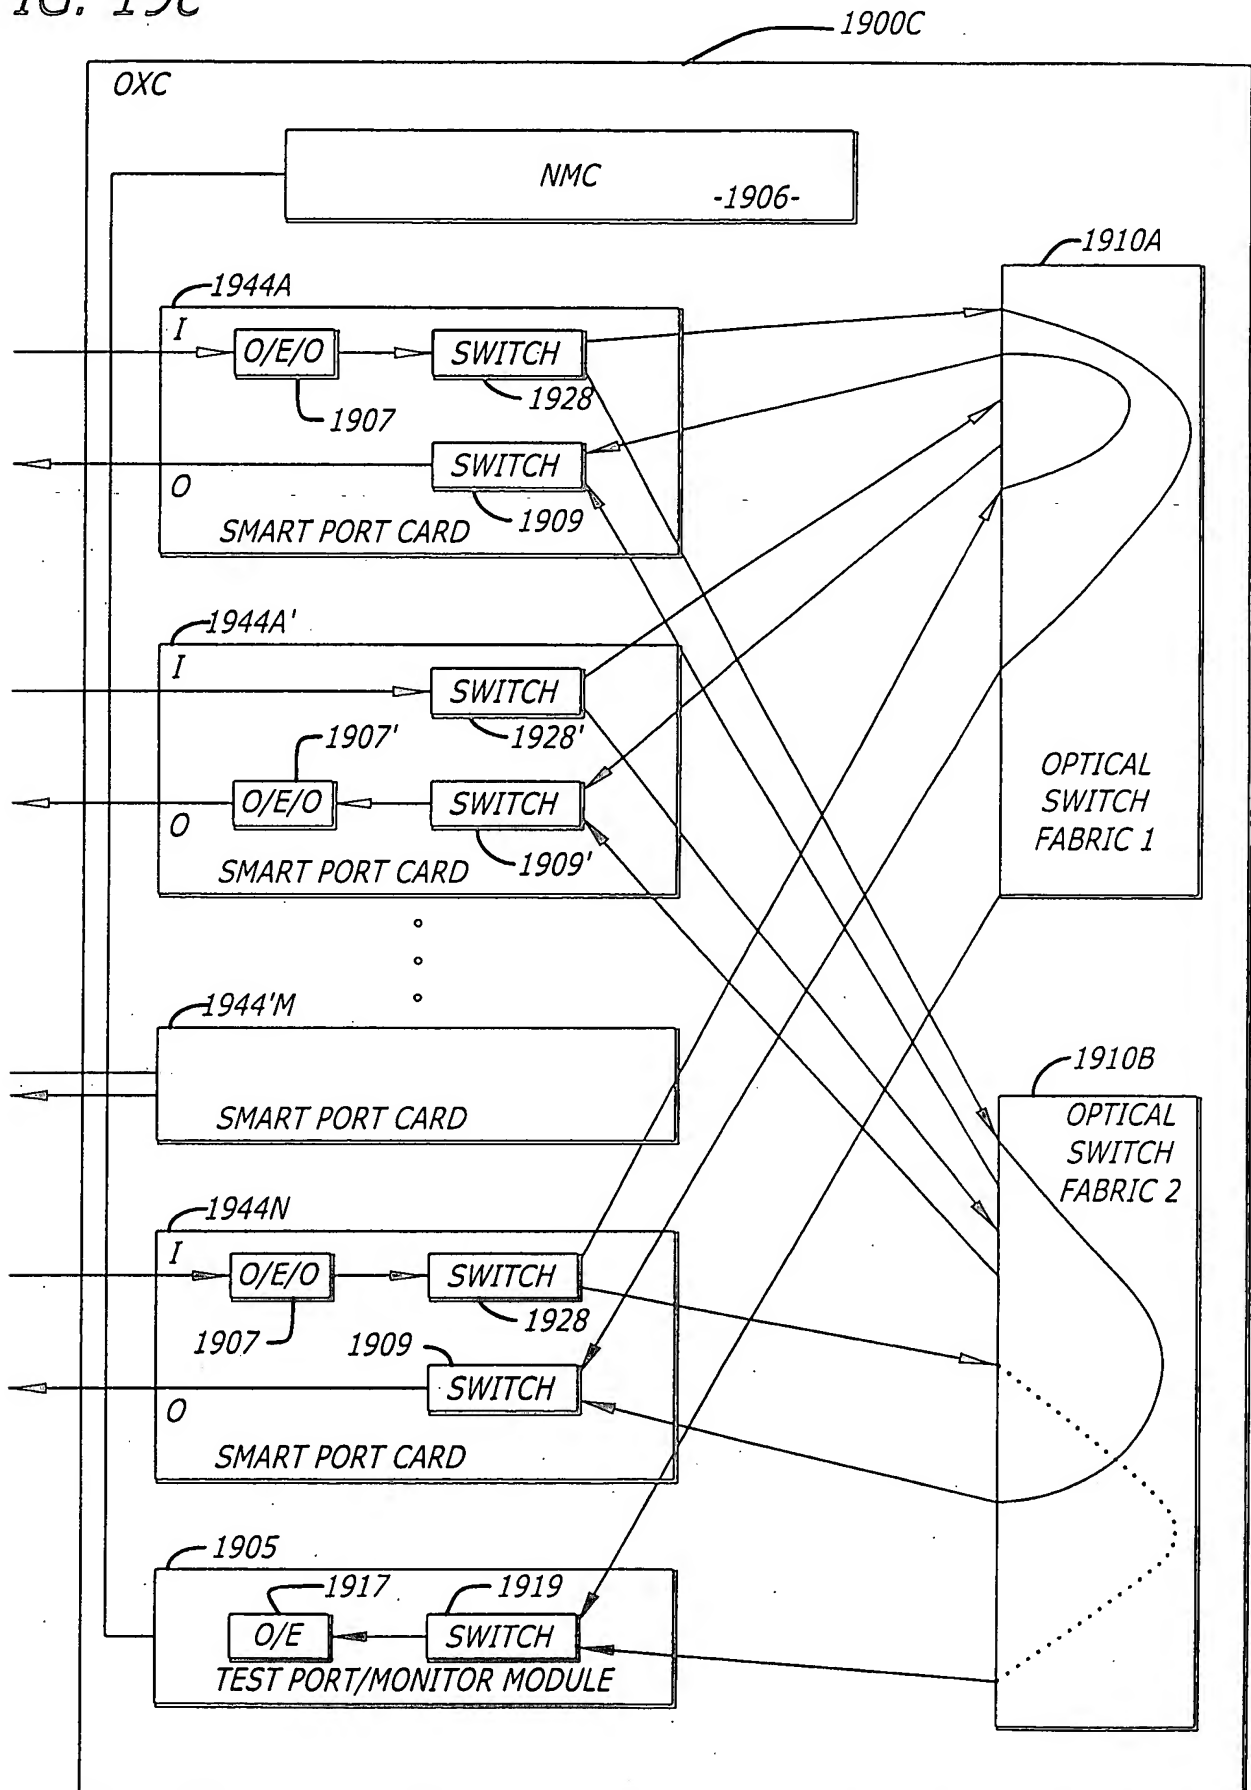 IG. 19c
1900C
OXC
NMC
-1906-
1910A
1944A
I
O/E/O
SWITCH
1928
1907
SWITCH
O
1909
SMART PORT CARD
1944A'
I
SWITCH
1907'
1928'
OPTICAL
SWITCH
FABRIC 1
O/E/O
SWITCH
O
1909'
SMART PORT CARD
1944'M
SMART PORT CARD
1910B
OPTICAL
SWITCH
FABRIC 2
1944N
I
O/E/O
SWITCH
1928
1907
1909
SWITCH
O
SMART PORT CARD
1905
1917
1919
O/E
SWITCH
TEST PORT/MONITOR MODULE